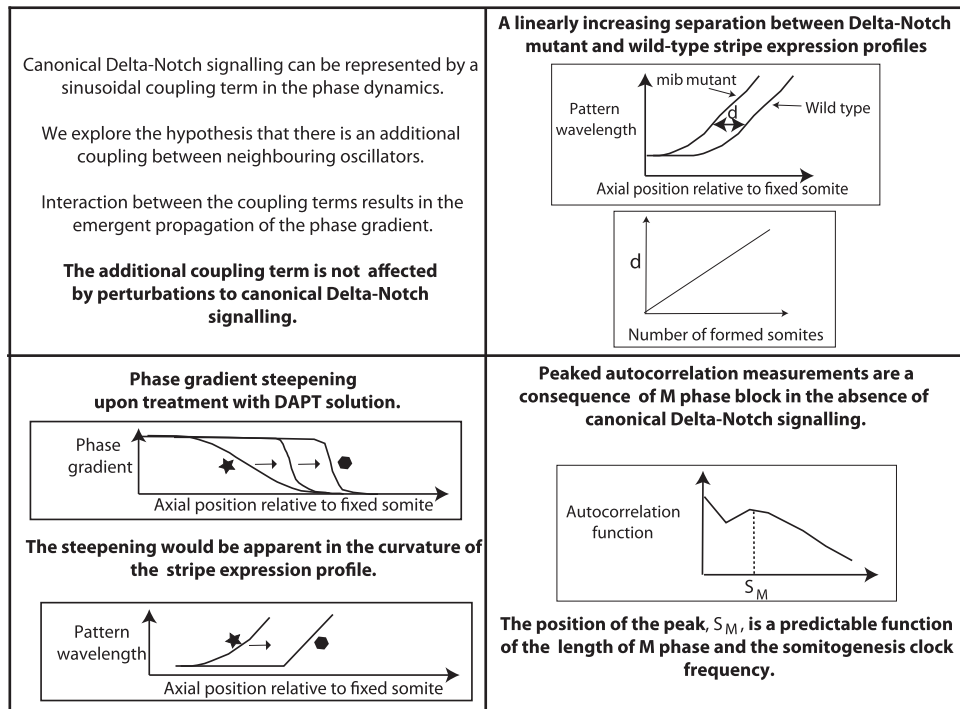 Canonical Delta-Notch signalling can be represented by a
sinusoidal coupling term in the phase dynamics.
We explore the hypothesis that there is an additional
coupling between neighbouring oscillators.
Interaction between the coupling terms results in the
emergent propagation of the phase gradient.
The additional coupling term is not affected
by perturbations to canonical Delta-Notch
signalling.
A linearly increasing separation between Delta-Notch
mutant and wild-type stripe expression profiles
mib mutant
Pattern
wavelength
d
Wild type
Axial position relative to fixed somite
d
Number of formed somites
Phase gradient steepening
upon treatment with DAPT solution.
Phase
gradient
Axial position relative to fixed somite
The steepening would be apparent in the curvature of
the stripe expression profile.
Pattern
wavelength
Axial position relative to fixed somite
Peaked autocorrelation measurements are a
consequence of M phase block in the absence of
canonical Delta-Notch signalling.
Autocorrelation
function
S_M
The position of the peak, S_M, is a predictable function
of the length of M phase and the somitogenesis clock
frequency.